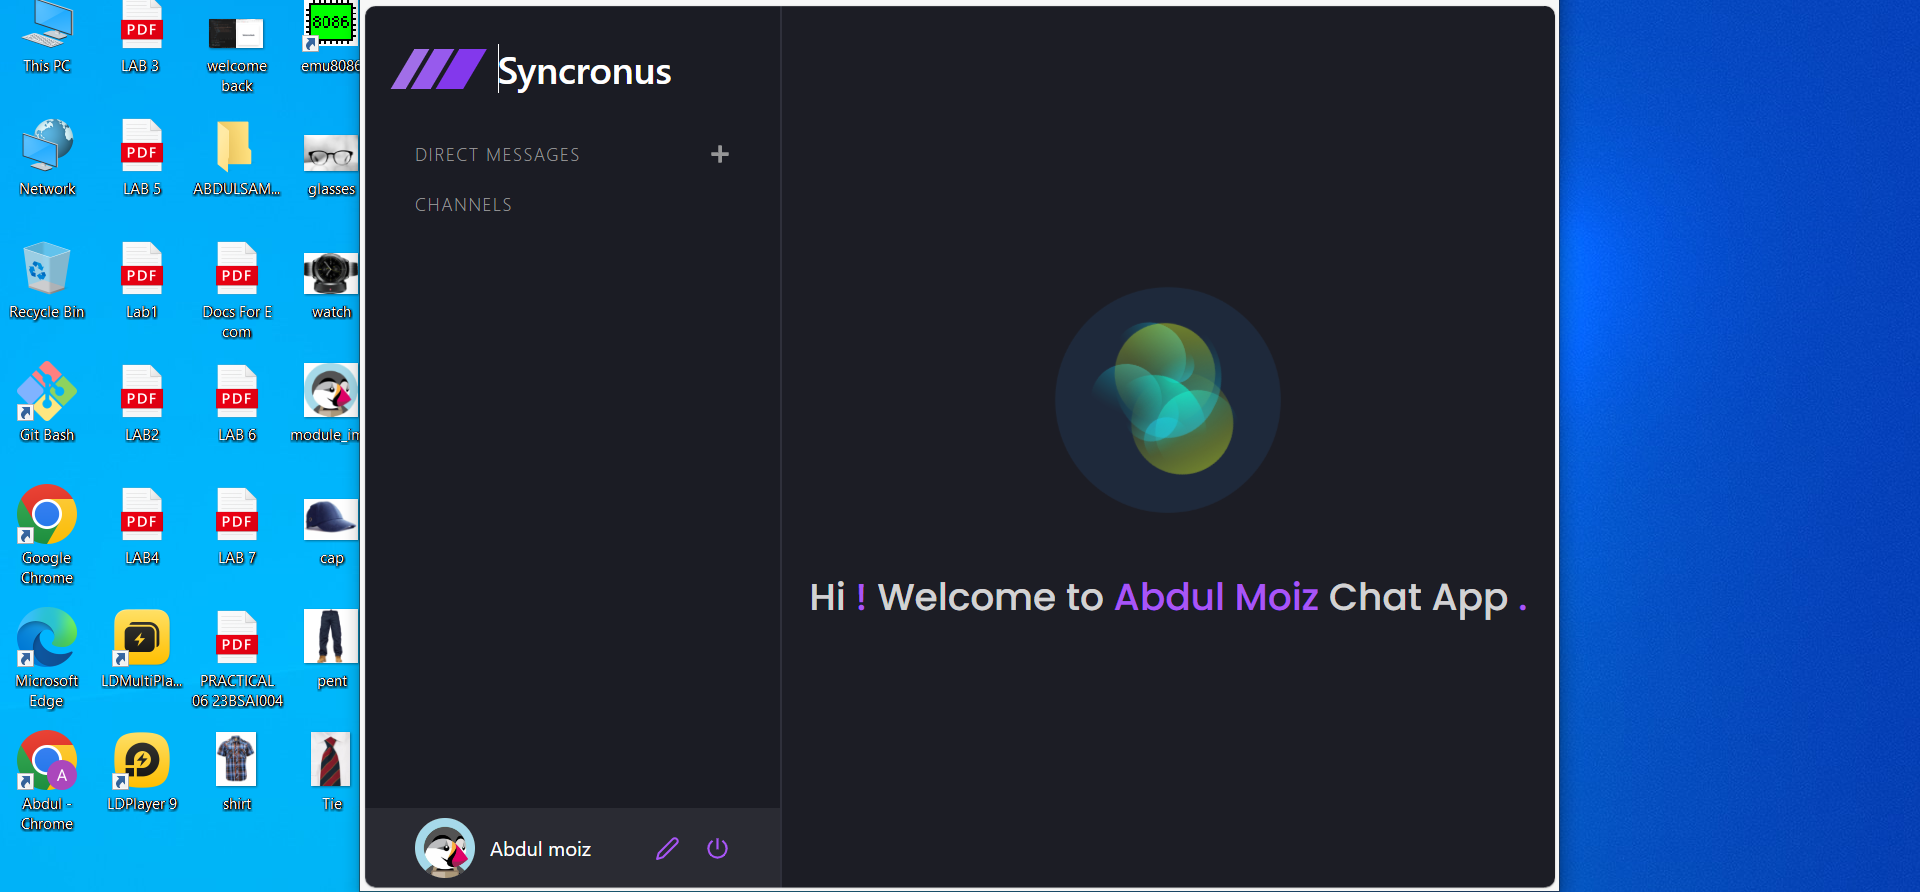 This PC
LAB 3
welcome
back
8086
emu8086
Network
PDF
LAB 5
ABDULSAM...
glasses
Recycle Bin
PDF
Lab1
PDF
Docs For E
com
watch
Git Bash
PDF
LAB2
PDF
LAB 6
module_im
Google
Chrome
PDF
LAB4
PDF
LAB 7
cap
Microsoft
Edge
LDMultiPla...
PDF
PRACTICAL
06 23BSAI004
pent
A
Abdul -
Chrome
LDPlayer 9
shirt
Tie
PDF
Syncronus
DIRECT MESSAGES
CHANNELS
Abdul moiz
Hi ! Welcome to Abdul Moiz Chat App .